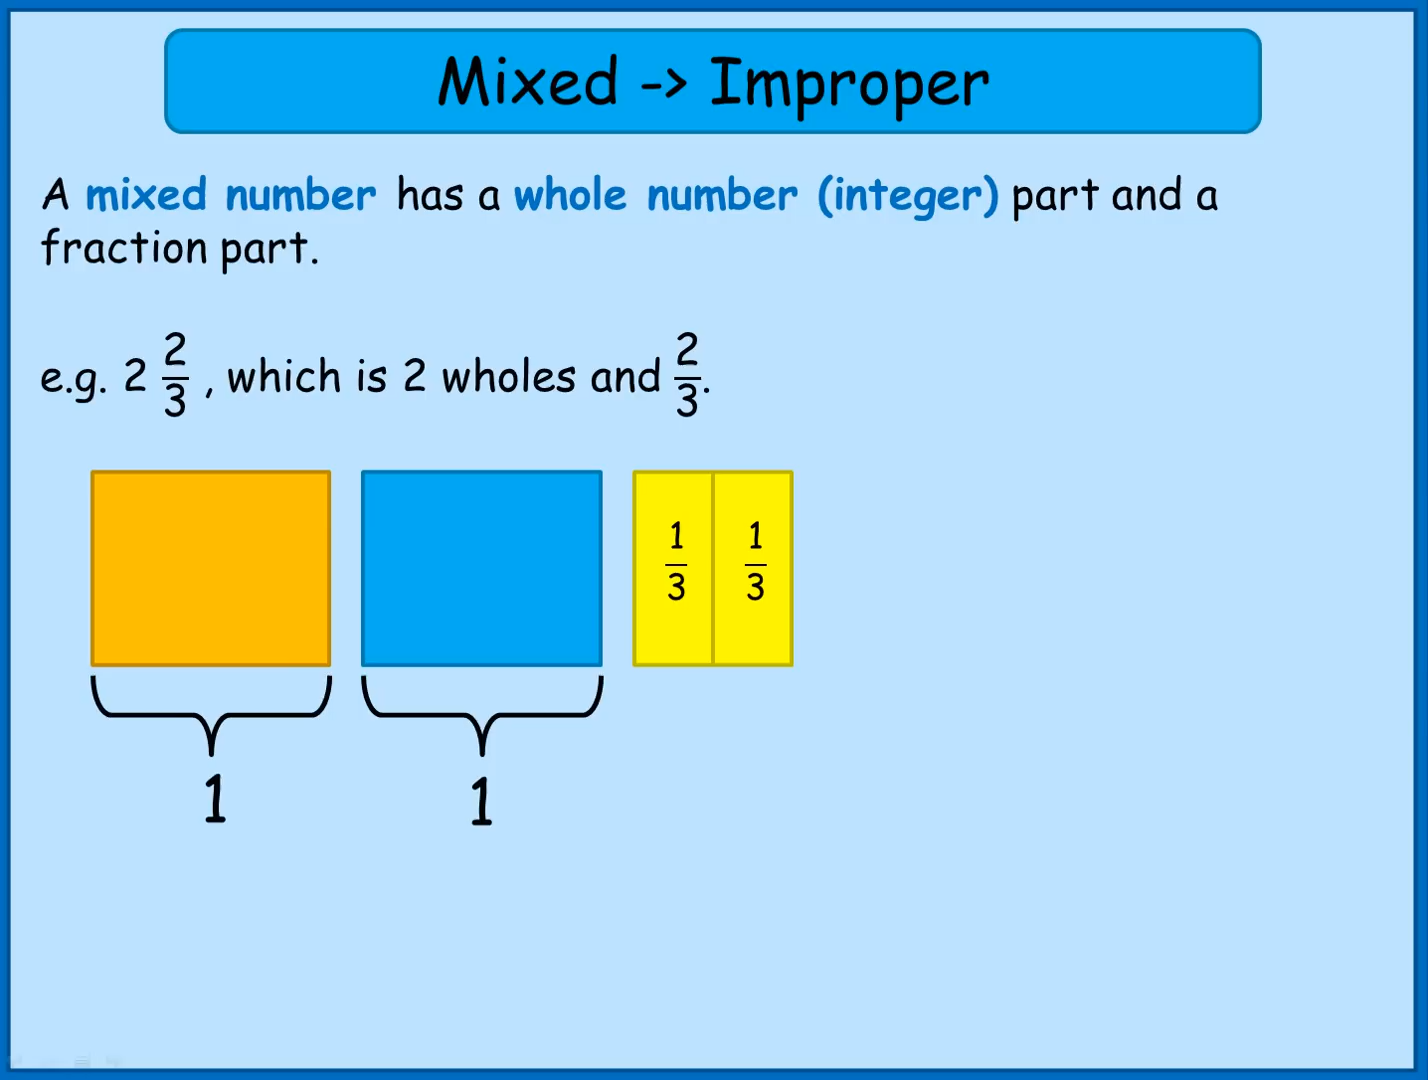 Mixed -> Improper
A mixed number has a whole number (integer) part and a
fraction part.
e.g. 2 2/3 , which is 2 wholes and 2/3.
1/3 1/3
1 1